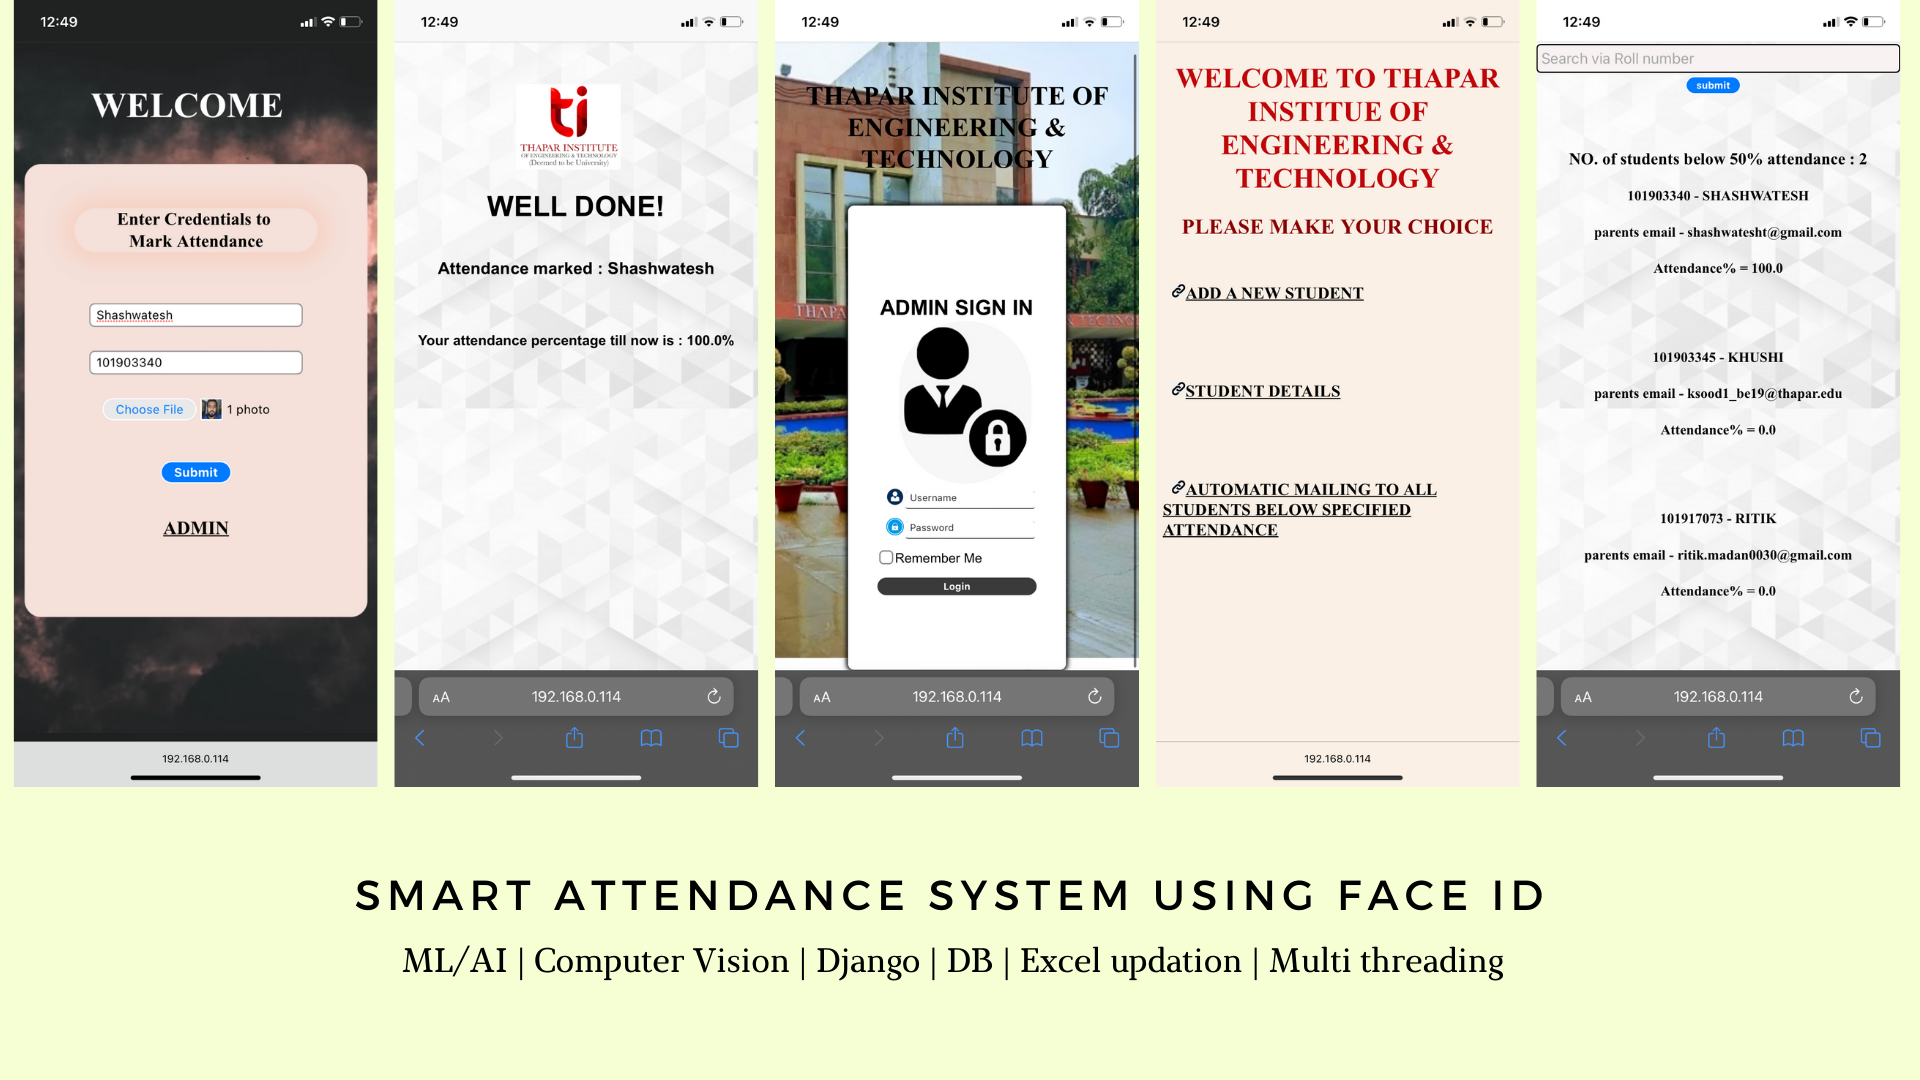 12:49
WELCOME
Enter Credentials to
Mark Attendance
Shashwatesh
101903340
Choose File 1 photo
Submit
ADMIN
192.168.0.114
12:49
ti
THAPAR INSTITUTE
OF ENGINEERING & TECHNOLOGY
(Deemed to be University)
WELL DONE!
Attendance marked : Shashwatesh
Your attendance percentage till now is : 100.0%
AA 192.168.0.114
12:49
THAPAR INSTITUTE OF
ENGINEERING &
TECHNOLOGY
THAPA
TECHNO
ADMIN SIGN IN
Username
Password
Remember Me
Login
AA 192.168.0.114
12:49
WELCOME TO THAPAR
INSTITUE OF
ENGINEERING &
TECHNOLOGY
PLEASE MAKE YOUR CHOICE
ADD A NEW STUDENT
STUDENT DETAILS
AUTOMATIC MAILING TO ALL
STUDENTS BELOW SPECIFIED
ATTENDANCE
192.168.0.114
12:49
Search via Roll number
submit
NO. of students below 50% attendance : 2
101903340 - SHASHWATESH
parents email - shashwatesht@gmail.com
Attendance% = 100.0
101903345 - KHUSHI
parents email - ksood1_be19@thapar.edu
Attendance% = 0.0
101917073 - RITIK
parents email - ritik.madan0030@gmail.com
Attendance% = 0.0
AA 192.168.0.114
SMART ATTENDANCE SYSTEM USING FACE ID
ML/AI | Computer Vision | Django | DB | Excel updation | Multi threading